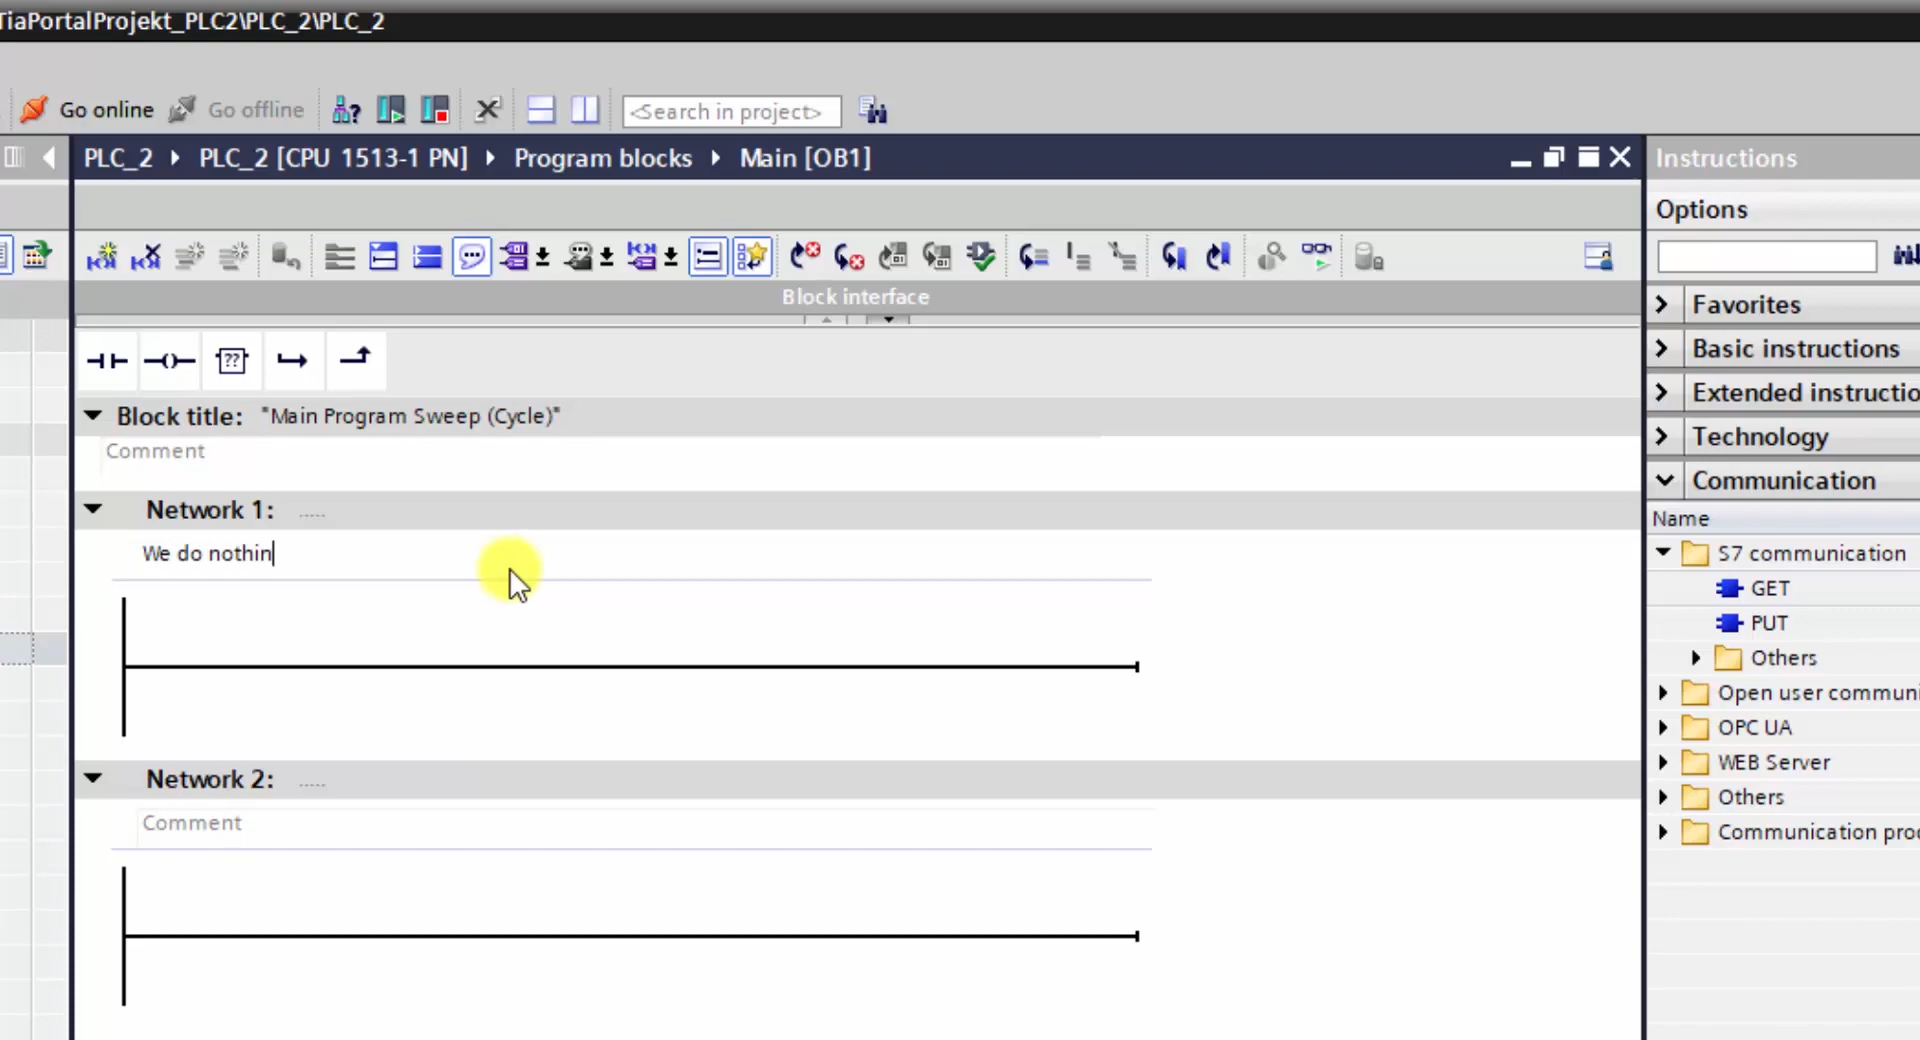 TiaPortalProjekt_PLC2\PLC_2\PLC_2
Go online Go offline <Search in project>
PLC_2 PLC_2 [CPU 1513-1 PN] Program blocks Main [OB1]
Instructions
Options
Block interface
Favorites
Basic instructions
Extended instructio
Technology
Communication
Name
S7 communication
GET
PUT
Others
Open user communi
OPC UA
WEB Server
Others
Communication proc
??
Block title: "Main Program Sweep (Cycle)"
Comment
Network 1: .....
We do nothin
Network 2: .....
Comment